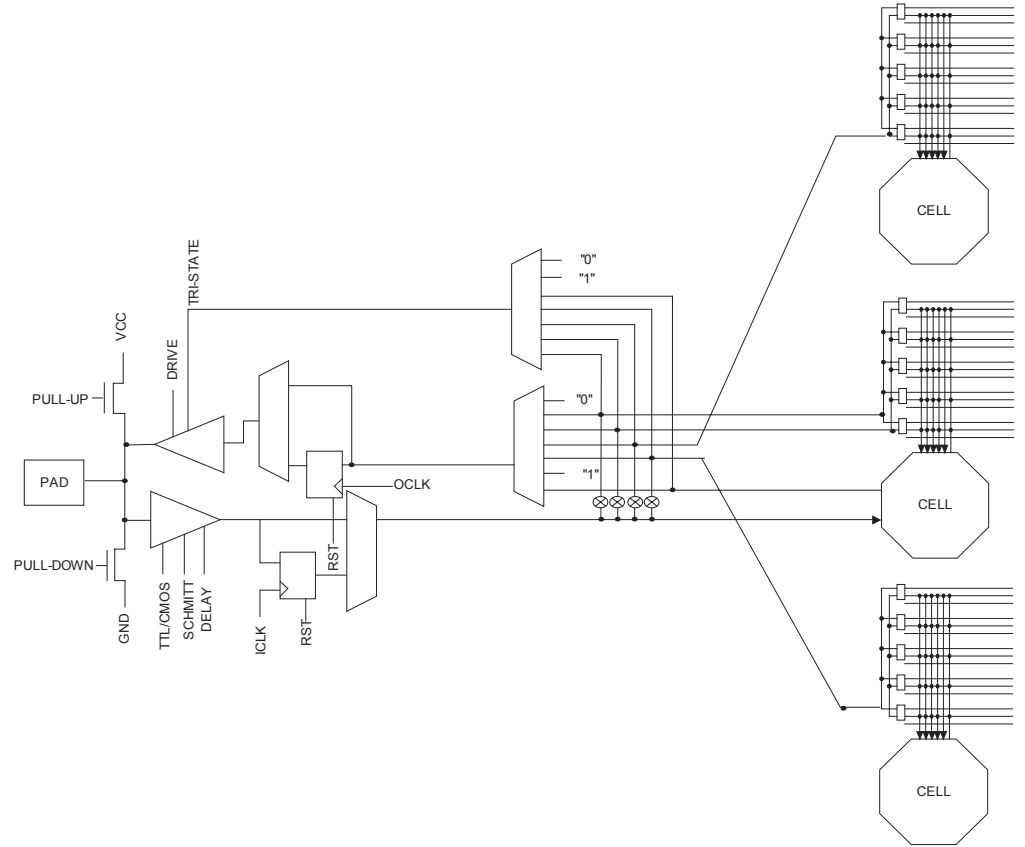 CELL
"0"
"1"
TRI-STATE
VCC
DRIVE
PULL-UP
"0"
"1"
OCLK
PAD
CELL
RST
PULL-DOWN
GND
TTL/CMOS
SCHMITT
DELAY
ICLK
RST
CELL